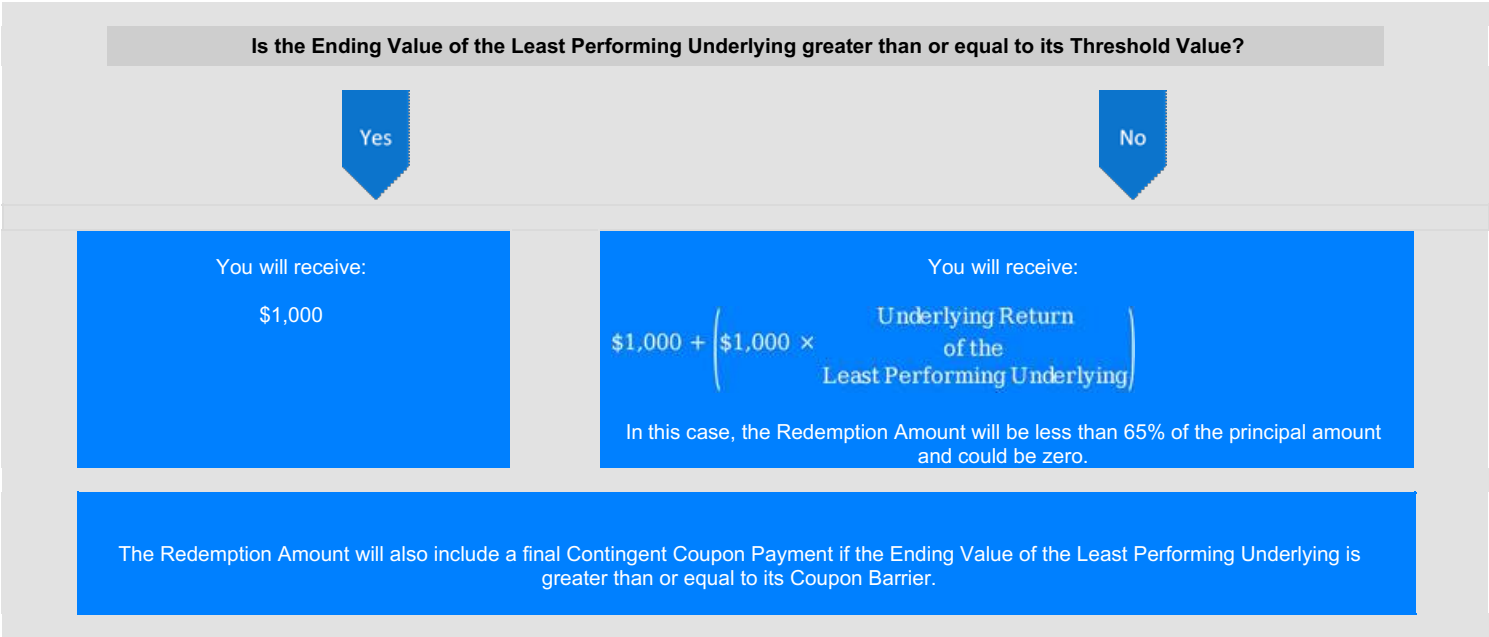 Is the Ending Value of the Least Performing Underlying greater than or equal to its Threshold Value?
Yes
No
You will receive:
$1,000
You will receive:
$1,000 + ($1,000 × Underlying Return
of the
Least Performing Underlying)
In this case, the Redemption Amount will be less than 65% of the principal amount
and could be zero.
The Redemption Amount will also include a final Contingent Coupon Payment if the Ending Value of the Least Performing Underlying is
greater than or equal to its Coupon Barrier.